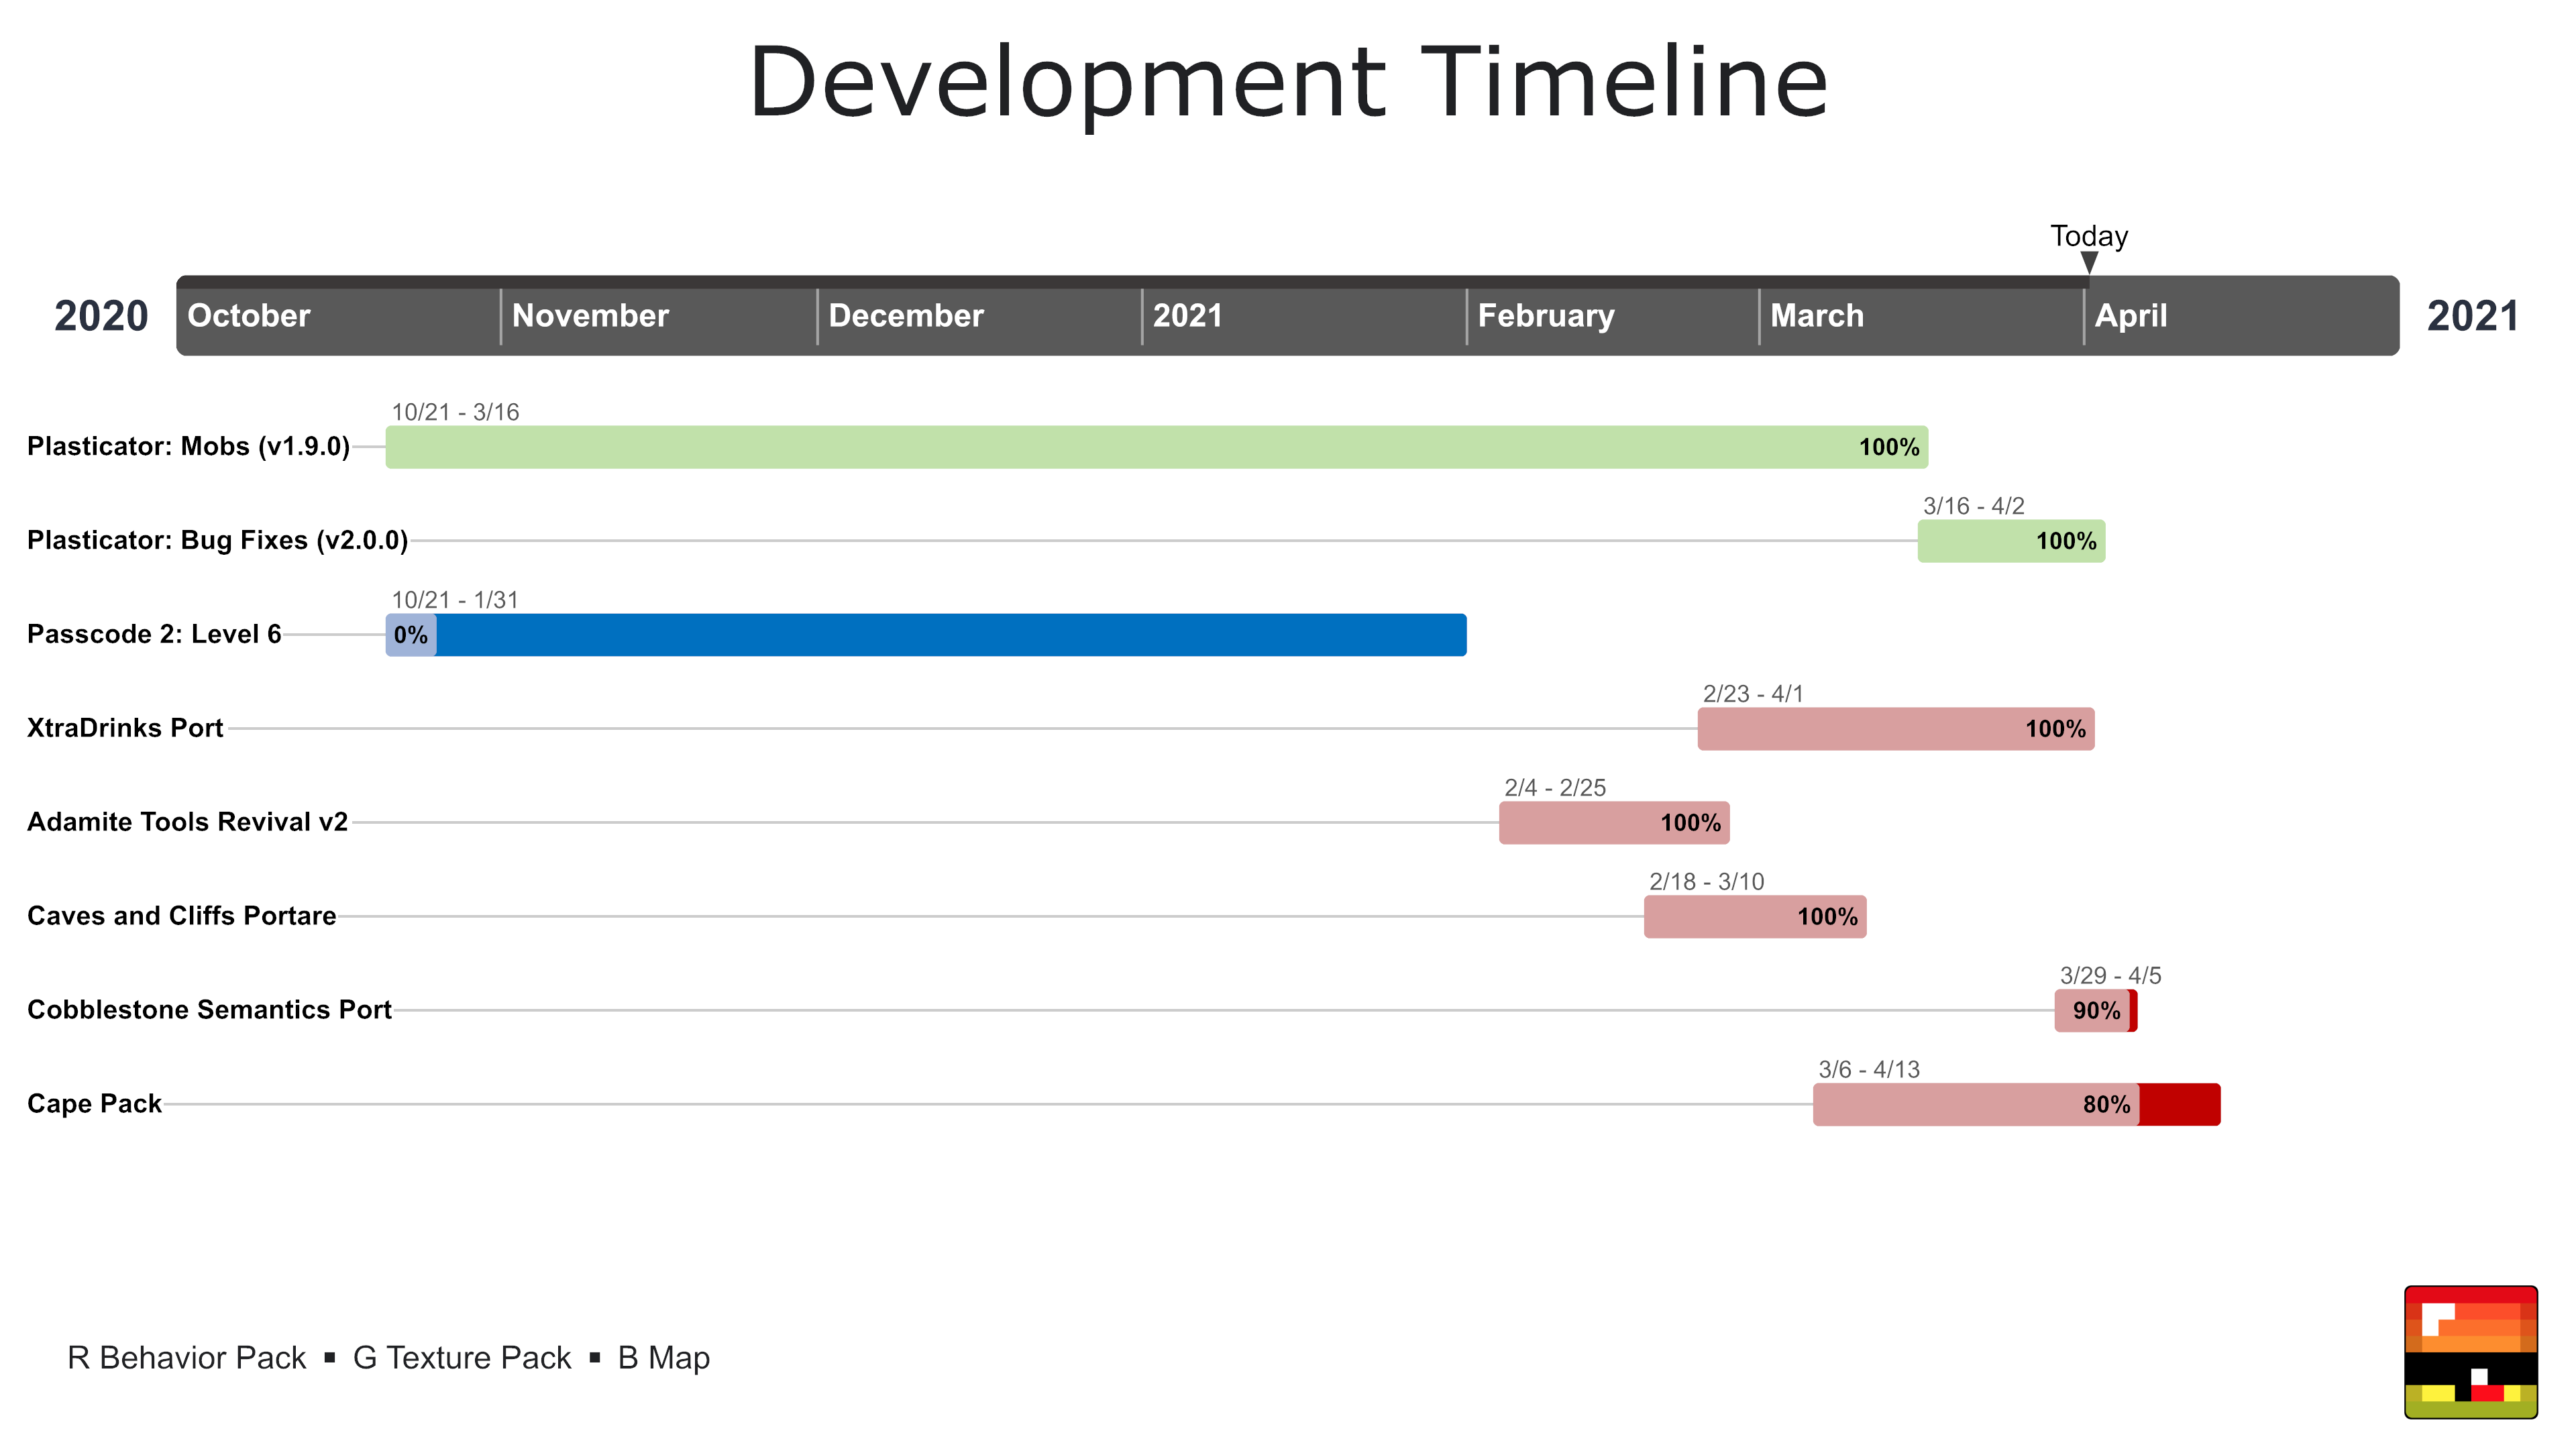 Development Timeline
Today
2020 October November December 2021 February March April 2021
10/21 - 3/16
Plasticator: Mobs (v1.9.0) 100%
3/16 - 4/2
Plasticator: Bug Fixes (v2.0.0) 100%
10/21 - 1/31
Passcode 2: Level 6 0%
2/23 - 4/1
XtraDrinks Port 100%
2/4 - 2/25
Adamite Tools Revival v2 100%
2/18 - 3/10
Caves and Cliffs Portare 100%
3/29 - 4/5
Cobblestone Semantics Port 90%
3/6 - 4/13
Cape Pack 80%
R Behavior Pack ▪ G Texture Pack ▪ B Map